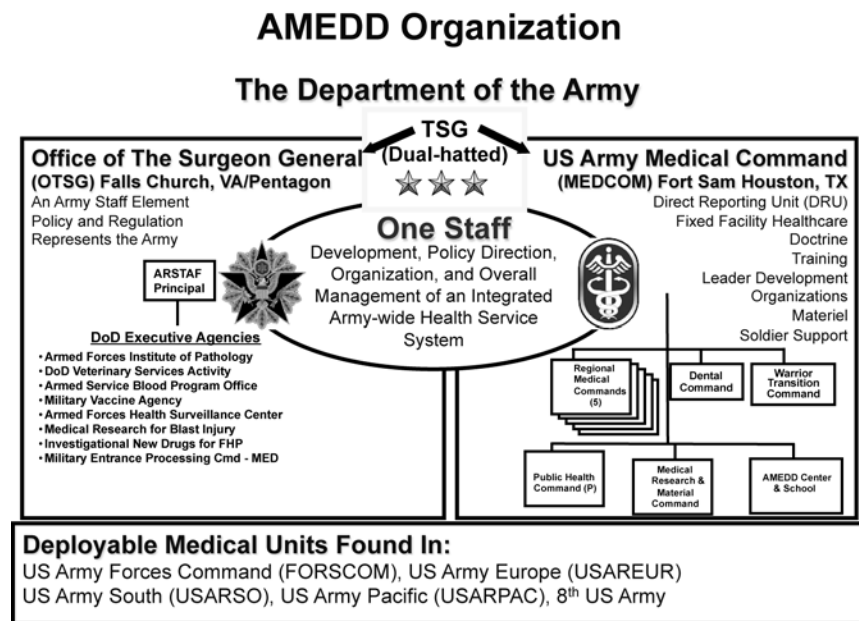 AMEDD Organization
The Department of the Army
TSG
(Dual-hatted)
Office of The Surgeon General
(OTSG) Falls Church, VA/Pentagon
An Army Staff Element
Policy and Regulation
Represents the Army
ARSTAF
Principal
DoD Executive Agencies
• Armed Forces Institute of Pathology
• DoD Veterinary Services Activity
• Armed Service Blood Program Office
• Military Vaccine Agency
• Armed Forces Health Surveillance Center
• Medical Research for Blast Injury
• Investigational New Drugs for FHP
• Military Entrance Processing Cmd - MED
One Staff
Development, Policy Direction,
Organization, and Overall
Management of an Integrated
Army-wide Health Service
System
US Army Medical Command
(MEDCOM) Fort Sam Houston, TX
Direct Reporting Unit (DRU)
Fixed Facility Healthcare
Doctrine
Training
Leader Development
Organizations
Materiel
Soldier Support
Regional
Medical
Commands
(5)
Dental
Command
Warrior
Transition
Command
Public Health
Command (P)
Medical
Research &
Material
Command
AMEDD Center
& School
Deployable Medical Units Found In:
US Army Forces Command (FORSCOM), US Army Europe (USAREUR)
US Army South (USARSO), US Army Pacific (USARPAC), 8th US Army